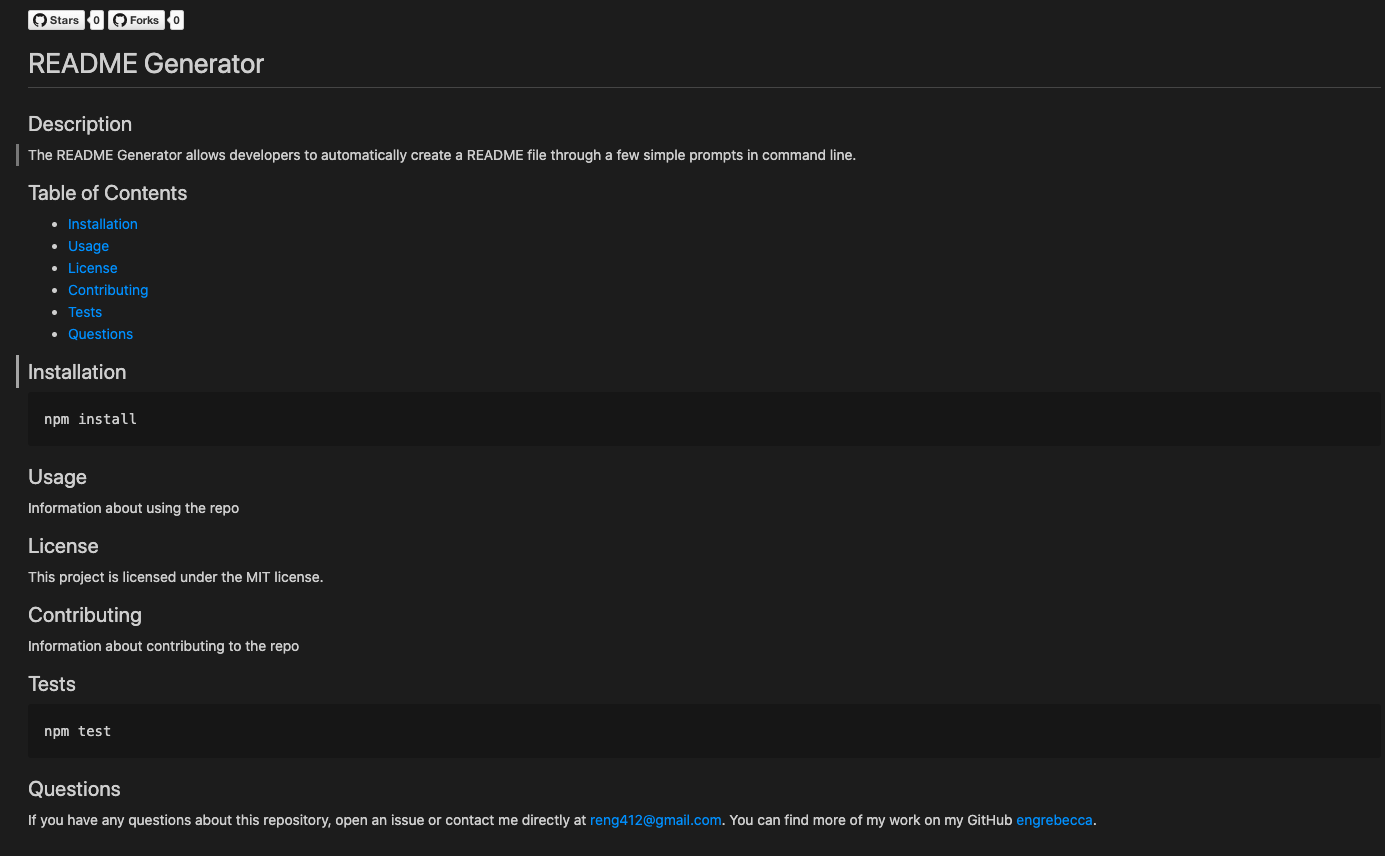 Stars 0 Forks 0
README Generator
Description
The README Generator allows developers to automatically create a README file through a few simple prompts in command line.
Table of Contents
Installation
Usage
License
Contributing
Tests
Questions
Installation
npm install
Usage
Information about using the repo
License
This project is licensed under the MIT license.
Contributing
Information about contributing to the repo
Tests
npm test
Questions
If you have any questions about this repository, open an issue or contact me directly at reng412@gmail.com. You can find more of my work on my GitHub engrebecca.